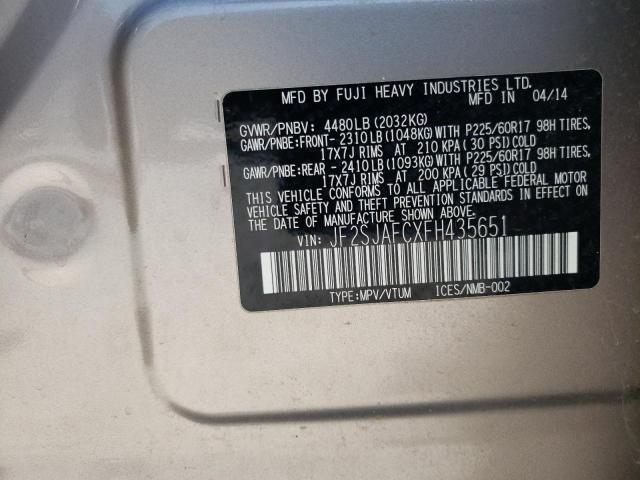 MFD BY FUJI HEAVY INDUSTRIES LTD.
MFD IN 04/14
GVWR/PNBV: 4480LB (2032KG)
GAWR/PNBE:FRONT- 2310LB (1048KG) WITH P225/60R17 98H TIRES,
17X7J RIMS AT 210 KPA ( 30 PSI) COLD
GAWR/PNBE:REAR - 2410LB (1093KG) WITH P225/60R17 98H TIRES,
17X7J RIMS AT 200 KPA ( 29 PSI) COLD
THIS VEHICLE CONFORMS TO ALL APPLICABLE FEDERAL MOTOR
VEHICLE SAFETY AND THEFT PREVENTION STANDARDS IN EFFECT ON
THE DATE OF MANUFACTURE SHOWN ABOVE.
VIN: JF2SJAFCXFH435651
TYPE:MPV/VTUM ICES/NMB-002